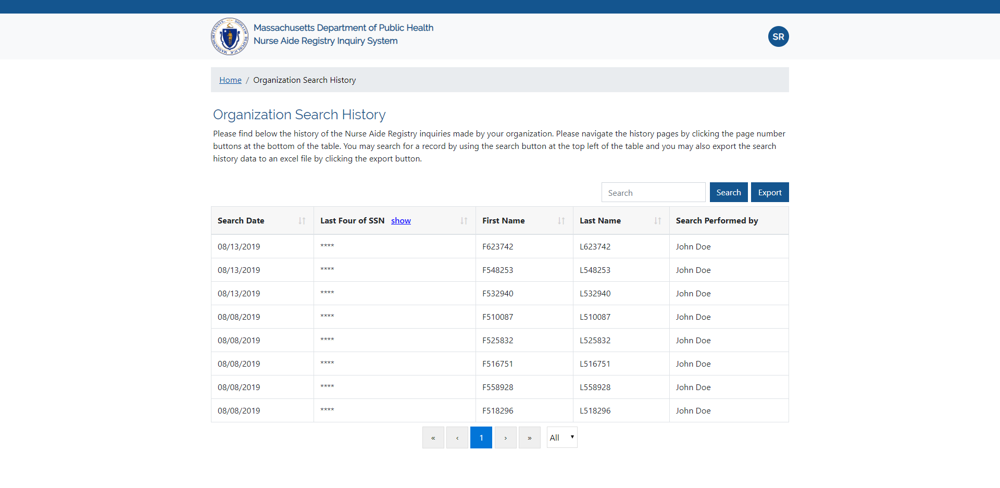 Massachusetts Department of Public Health
Nurse Aide Registry Inquiry System
SR
Home / Organization Search History
Organization Search History
Please find below the history of the Nurse Aide Registry inquiries made by your organization. Please navigate the history pages by clicking the page number
buttons at the bottom of the table. You may search for a record by using the search button at the top left of the table and you may also export the search
history data to an excel file by clicking the export button.
Search Search Export
Search Date Last Four of SSN show First Name Last Name Search Performed by
08/13/2019 **** F623742 L623742 John Doe
08/13/2019 **** F548253 L548253 John Doe
08/13/2019 **** F532940 L532940 John Doe
08/08/2019 **** F510087 L510087 John Doe
08/08/2019 **** F525832 L525832 John Doe
08/08/2019 **** F516751 L516751 John Doe
08/08/2019 **** F558928 L558928 John Doe
08/08/2019 **** F518296 L518296 John Doe
« ‹ 1 › » All